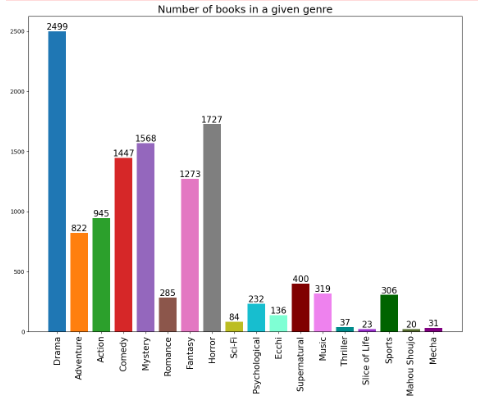 Number of books in a given genre
2500
2000
1500
1000
500
0
2499
822
945
1447
1568
285
1273
1727
84
232
136
400
319
37
23
306
20
31
Drama
Adventure
Action
Comedy
Mystery
Romance
Fantasy
Horror
Sci-Fi
Psychological
Ecchi
Supernatural
Music
Thriller
Slice of Life
Sports
Mahou Shoujo
Mecha